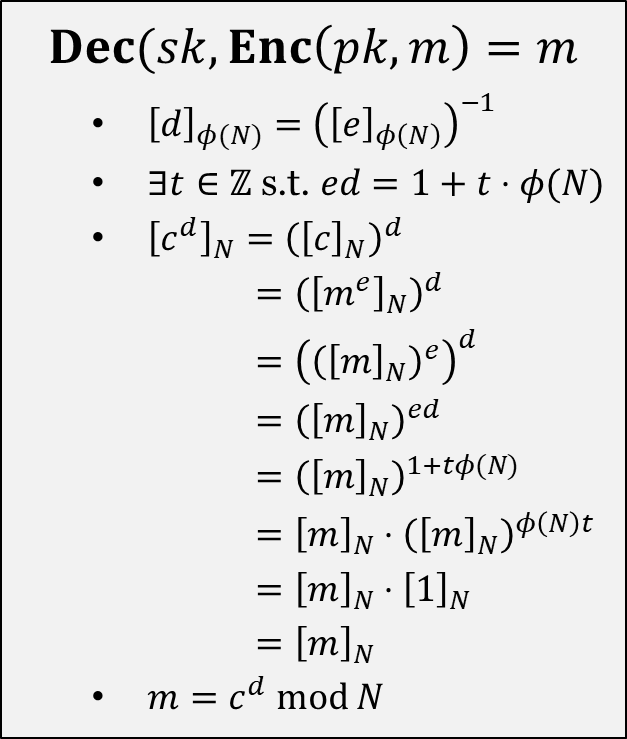 Dec(sk, Enc(pk, m) = m
• [d]_{ϕ(N)} = ([e]_{ϕ(N)})^{−1}
• ∃t ∈ ℤ s.t. ed = 1 + t · ϕ(N)
• [c^d]_N = ([c]_N)^d
= ([m^e]_N)^d
= (([m]_N)^e)^d
= ([m]_N)^{ed}
= ([m]_N)^{1+tϕ(N)}
= [m]_N · ([m]_N)^{ϕ(N)t}
= [m]_N · [1]_N
= [m]_N
• m = c^d mod N